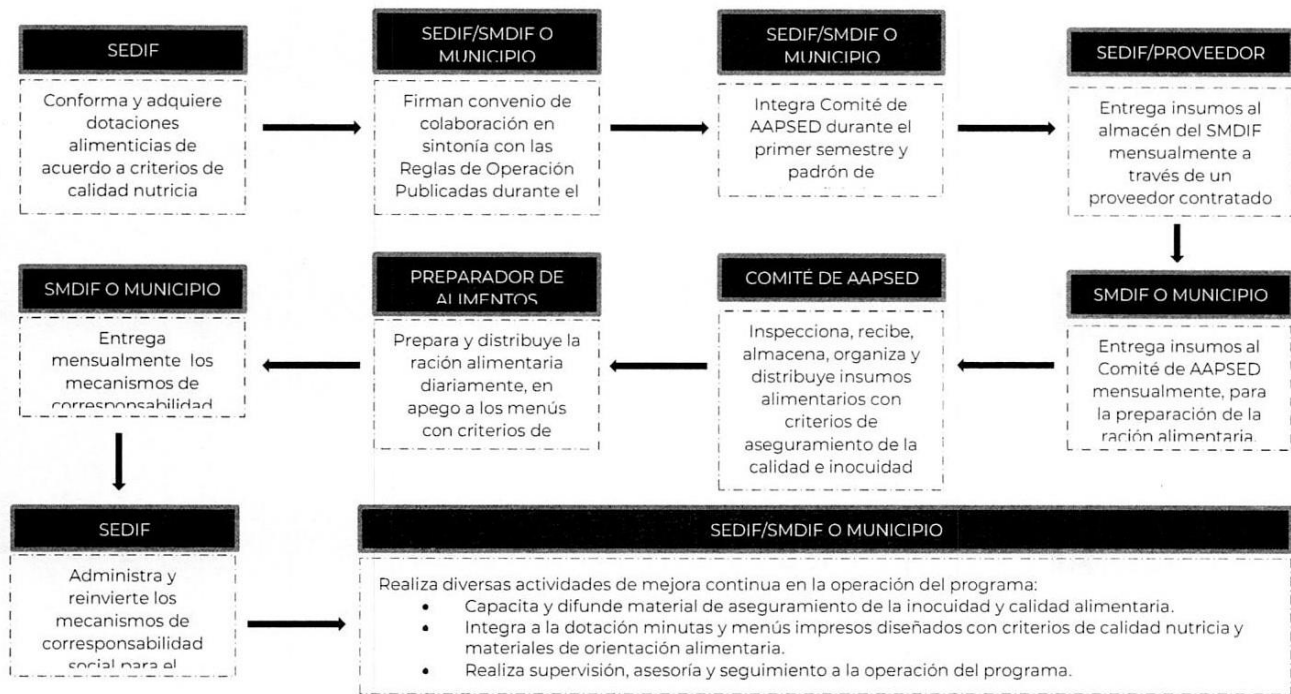 SEDIF
Conforma y adquiere
dotaciones
alimenticias de
acuerdo a criterios de
calidad nutricia
SEDIF/SMDIF O
MUNICIPIO
Firman convenio de
colaboración en
sintonía con las
Reglas de Operación
Publicadas durante el
SEDIF/SMDIF O
MUNICIPIO
Integra Comité de
AAPSED durante el
primer semestre y
padrón de
SEDIF/PROVEEDOR
Entrega insumos al
almacén del SMDIF
mensualmente a
través de un
proveedor contratado
SMDIF O MUNICIPIO
Entrega insumos al
Comité de AAPSED
mensualmente, para
la preparación de la
ración alimentaria.
COMITÉ DE AAPSED
Inspecciona, recibe,
almacena, organiza y
distribuye insumos
alimentarios con
criterios de
aseguramiento de la
calidad e inocuidad
PREPARADOR DE
ALIMENTOS
Prepara y distribuye la
ración alimentaria
diariamente, en
apego a los menús
con criterios de
SMDIF O MUNICIPIO
Entrega
mensualmente los
mecanismos de
corresponsabilidad
SEDIF
Administra y
reinvierte los
mecanismos de
corresponsabilidad
social para el
SEDIF/SMDIF O MUNICIPIO
Realiza diversas actividades de mejora continua en la operación del programa:
• Capacita y difunde material de aseguramiento de la inocuidad y calidad alimentaria.
• Integra a la dotación minutas y menús impresos diseñados con criterios de calidad nutricia y
materiales de orientación alimentaria.
• Realiza supervisión, asesoría y seguimiento a la operación del programa.